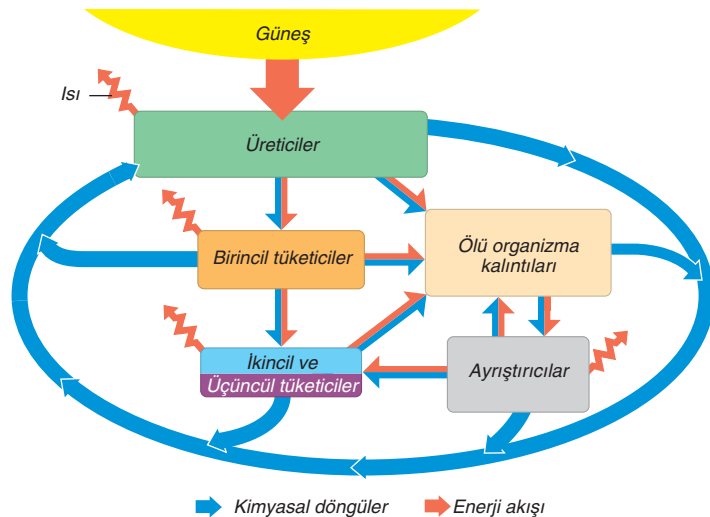 Güneş
Isı
Üreticiler
Birincil tüketiciler
Ölü organizma
kalıntıları
İkincil ve
Üçüncül tüketiciler
Ayrıştırıcılar
Kimyasal döngüler
Enerji akışı